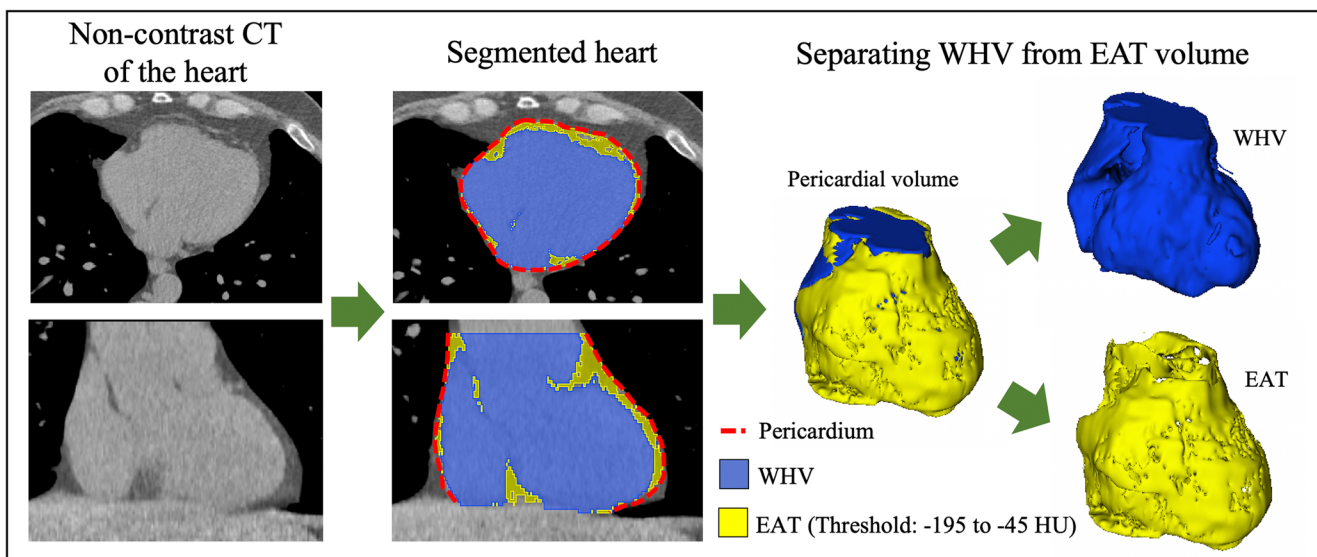 Non-contrast CT
of the heart
Segmented heart
Separating WHV from EAT volume
WHV
Pericardial volume
EAT
Pericardium
WHV
EAT (Threshold: -195 to -45 HU)